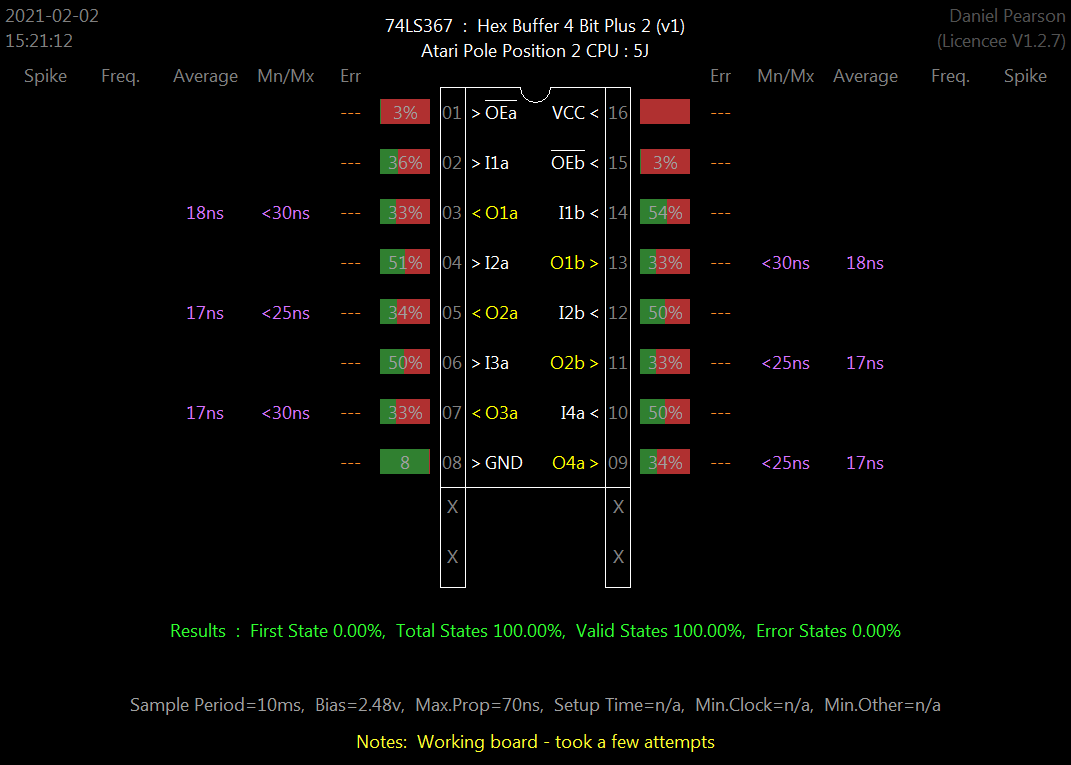 2021-02-02 74LS367 : Hex Buffer 4 Bit Plus 2 (v1) Daniel Pearson
15:21:12 Atari Pole Position 2 CPU : 5J (Licencee V1.2.7)
Spike Freq. Average Mn/Mx Err Err Mn/Mx Average Freq. Spike
--- 3% 01 > OEa VCC < 16 ---
--- 36% 02 > I1a OEb < 15 3% ---
18ns <30ns --- 33% 03 < O1a I1b < 14 54% ---
--- 51% 04 > I2a O1b > 13 33% --- <30ns 18ns
17ns <25ns --- 34% 05 < O2a I2b < 12 50% ---
--- 50% 06 > I3a O2b > 11 33% --- <25ns 17ns
17ns <30ns --- 33% 07 < O3a I4a < 10 50% ---
--- 8 08 > GND O4a > 09 34% --- <25ns 17ns
X X
X X
Results : First State 0.00%, Total States 100.00%, Valid States 100.00%, Error States 0.00%
Sample Period=10ms, Bias=2.48v, Max.Prop=70ns, Setup Time=n/a, Min.Clock=n/a, Min.Other=n/a
Notes: Working board - took a few attempts